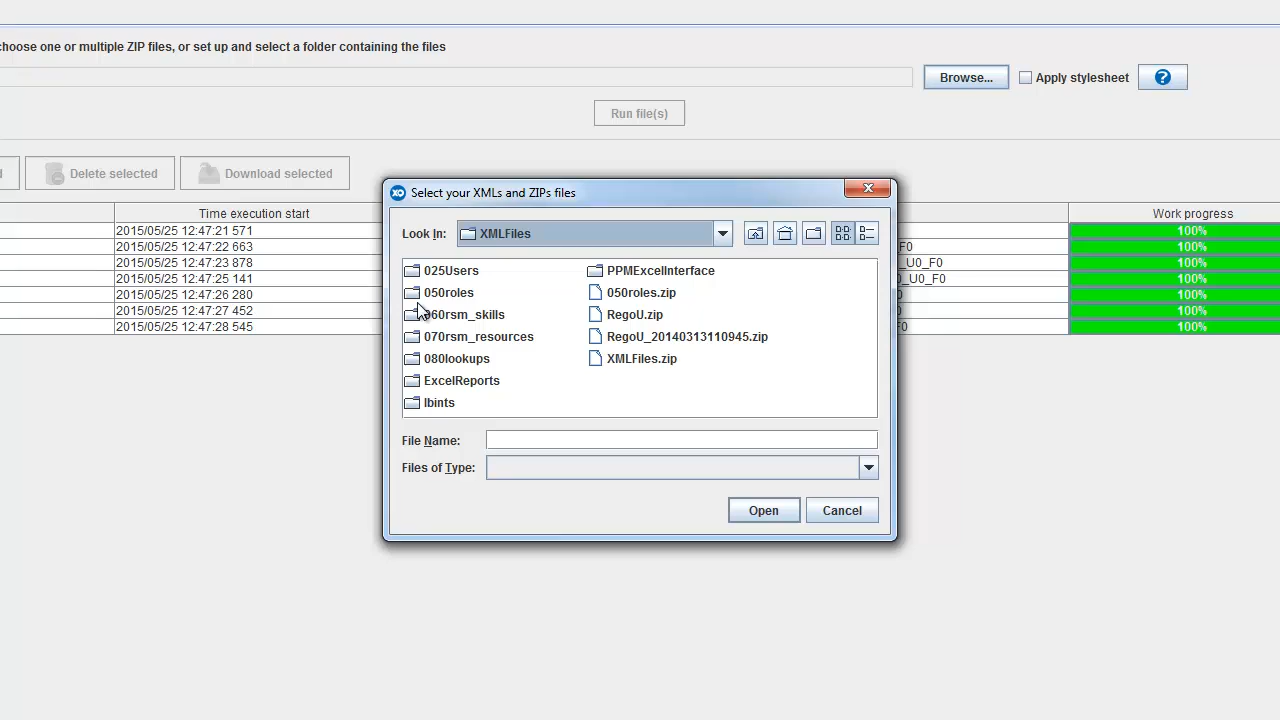 choose one or multiple ZIP files, or set up and select a folder containing the files
Browse...
Apply stylesheet
?
Run file(s)
Delete selected
Download selected
XO Select your XMLs and ZIPs files
Look In: XMLFiles
025Users
050roles
060rsm_skills
070rsm_resources
080lookups
ExcelReports
lbints
PPMExcelInterface
050roles.zip
RegoU.zip
RegoU_20140313110945.zip
XMLFiles.zip
File Name:
Files of Type:
Open Cancel
Time execution start Work progress
2015/05/25 12:47:21 571 100%
2015/05/25 12:47:22 663 _F0 100%
2015/05/25 12:47:23 878 _U0_F0 100%
2015/05/25 12:47:25 141 0_U0_F0 100%
2015/05/25 12:47:26 280 100%
2015/05/25 12:47:27 452 100%
2015/05/25 12:47:28 545 F0 100%